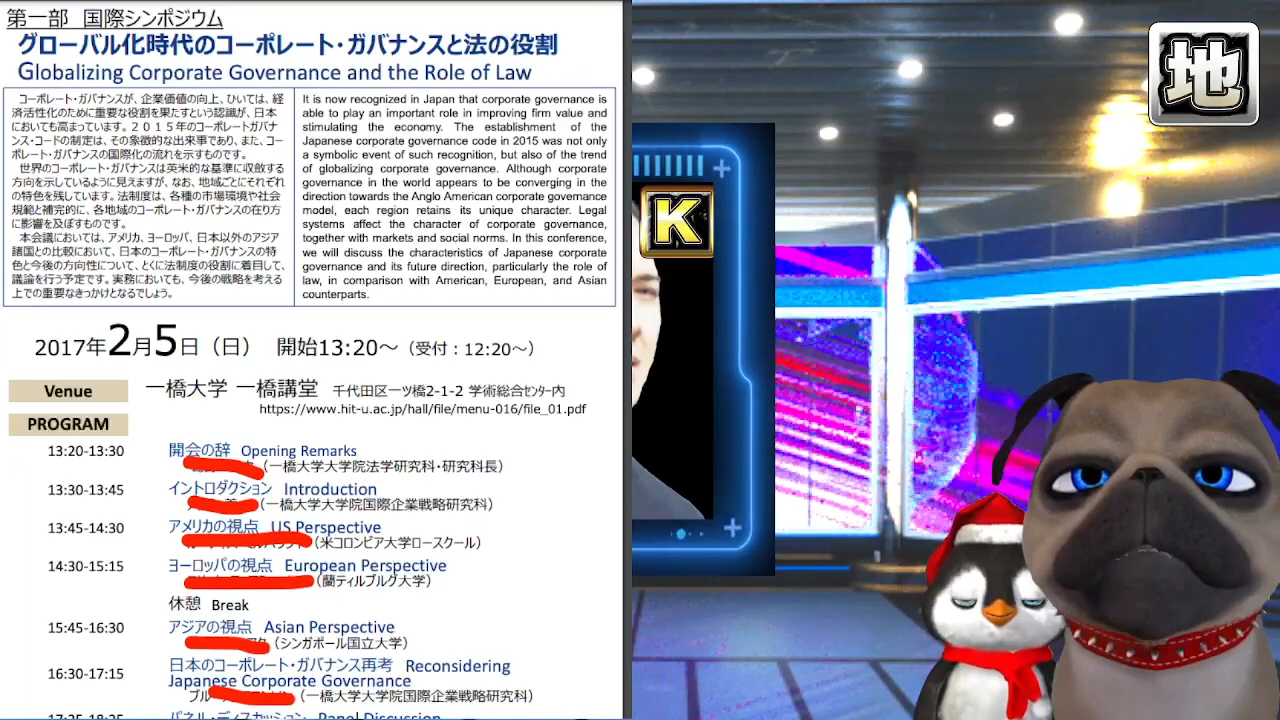 第一部 国際シンポジウム
グローバル化時代のコーポレート・ガバナンスと法の役割
Globalizing Corporate Governance and the Role of Law
コーポレート・ガバナンスが、企業価値の向上、ひいては、経
済活性化のために重要な役割を果たすという認識が、日本
においても高まっています。２０１５年のコーポレートガバナ
ンス・コードの制定は、その象徴的な出来事であり、また、コー
ポレート・ガバナンスの国際化の流れを示すものです。
世界のコーポレート・ガバナンスは英米的な基準に収斂する
方向を示しているように見えますが、なお、地域ごとにそれぞれ
の特色を残しています。法制度は、各種の市場環境や社会
規範と補完的に、各地域のコーポレート・ガバナンスの在り方
に影響を及ぼすものです。
本会議においては、アメリカ、ヨーロッパ、日本以外のアジア
諸国との比較において、日本のコーポレート・ガバナンスの特
色と今後の方向性について、とくに法制度の役割に着目して、
議論を行う予定です。実務においても、今後の戦略を考える
上での重要なきっかけとなるでしょう。
It is now recognized in Japan that corporate governance is
able to play an important role in improving firm value and
stimulating the economy. The establishment of the
Japanese corporate governance code in 2015 was not only
a symbolic event of such recognition, but also of the trend
of globalizing corporate governance. Although corporate
governance in the world appears to be converging in the
direction towards the Anglo American corporate governance
model, each region retains its unique character. Legal
systems affect the character of corporate governance,
together with markets and social norms. In this conference,
we will discuss the characteristics of Japanese corporate
governance and its future direction, particularly the role of
law, in comparison with American, European, and Asian
counterparts.
2017年2月5日（日） 開始13:20～（受付：12:20～）
Venue 一橋大学 一橋講堂 千代田区一ツ橋2-1-2 学術総合センター内
https://www.hit-u.ac.jp/hall/file/menu-016/file_01.pdf
PROGRAM
13:20-13:30 開会の辞 Opening Remarks
（一橋大学大学院法学研究科・研究科長）
13:30-13:45 イントロダクション Introduction
（一橋大学大学院国際企業戦略研究科）
13:45-14:30 アメリカの視点 US Perspective
（米コロンビア大学ロースクール）
14:30-15:15 ヨーロッパの視点 European Perspective
（蘭ティルブルグ大学）
休憩 Break
15:45-16:30 アジアの視点 Asian Perspective
（シンガポール国立大学）
16:30-17:15 日本のコーポレート・ガバナンス再考 Reconsidering
Japanese Corporate Governance
（一橋大学大学院国際企業戦略研究科）
パネル・ディスカッション Panel Discussion
K
地